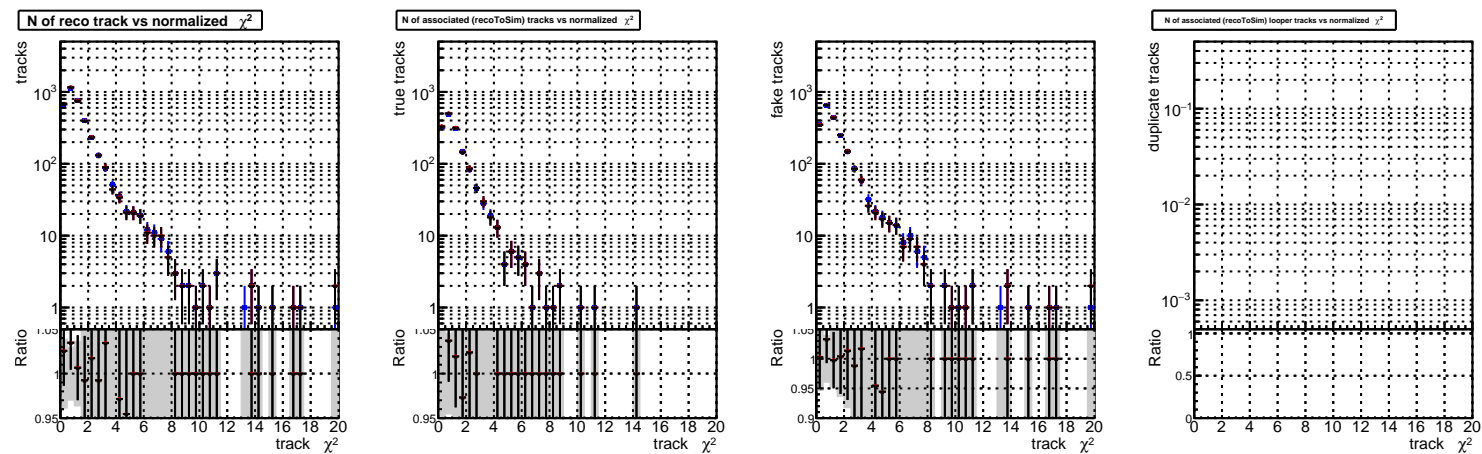 N of reco track vs normalized χ²
tracks
10³
10²
10
1
1.05
Ratio
1
0.95
0 2 4 6 8 10 12 14 16 18 20
track χ²
N of associated (recoToSim) tracks vs normalized χ²
true tracks
10³
10²
10
1
1.05
Ratio
1
0.95
0 2 4 6 8 10 12 14 16 18 20
track χ²
fake tracks
10³
10²
10
1
1.05
Ratio
1
0.95
0.9
0 2 4 6 8 10 12 14 16 18 20
track χ²
N of associated (recoToSim) looper tracks vs normalized χ²
duplicate tracks
10⁻¹
10⁻²
10⁻³
Ratio
1
0.5
0
0 2 4 6 8 10 12 14 16 18 20
track χ²